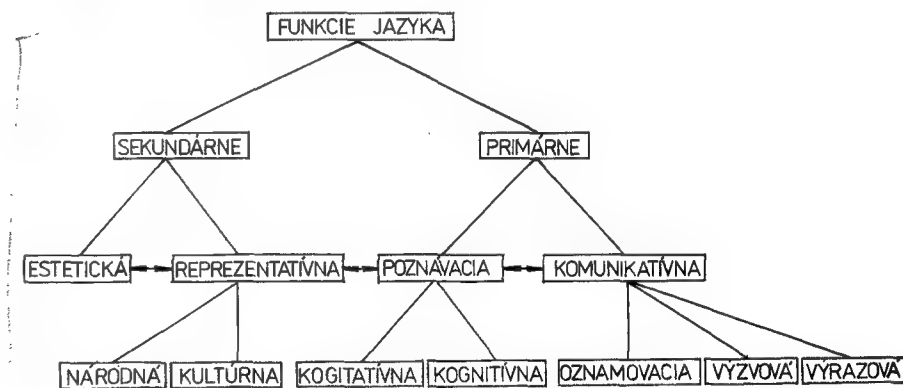 FUNKCIE JAZYKA
SEKUNDÁRNE PRIMÁRNE
ESTETICKÁ REPREZENTATÍVNA POZNÁVACIA KOMUNIKATÍVNA
NÁRODNÁ KULTÚRNA KOGITATÍVNA KOGNITÍVNA OZNAMOVACIA VÝZVOVÁ VÝRAZOVÁ